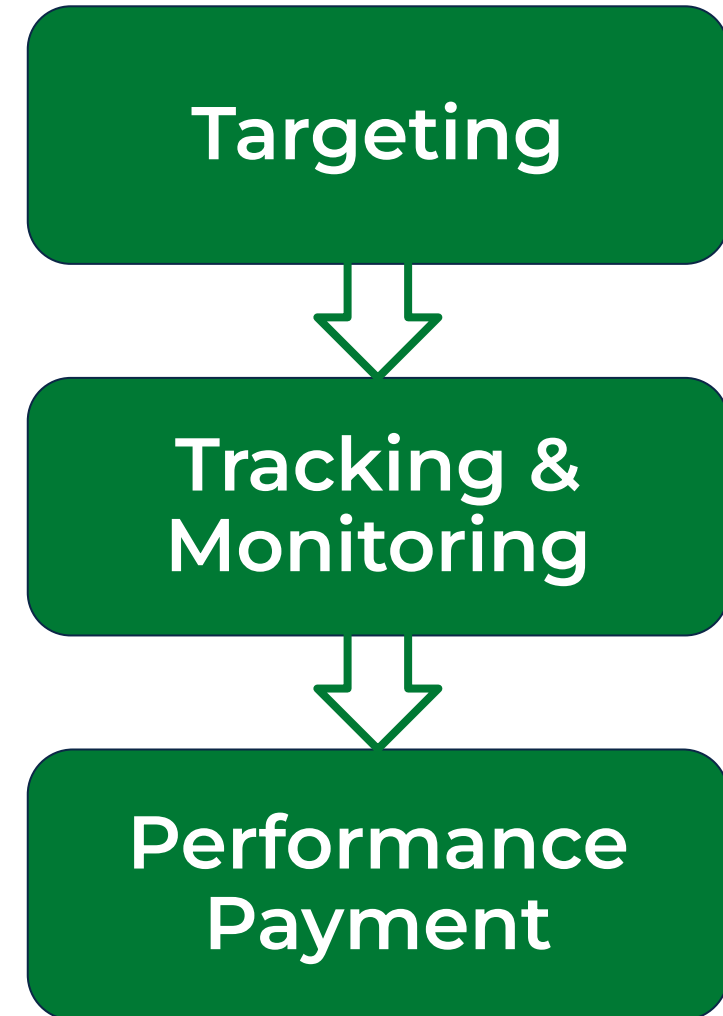 Targeting
Tracking &
Monitoring
Performance
Payment